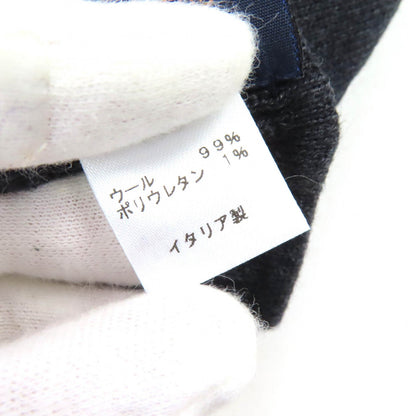 ウール 99%
ポリウレタン 1%
イタリア製